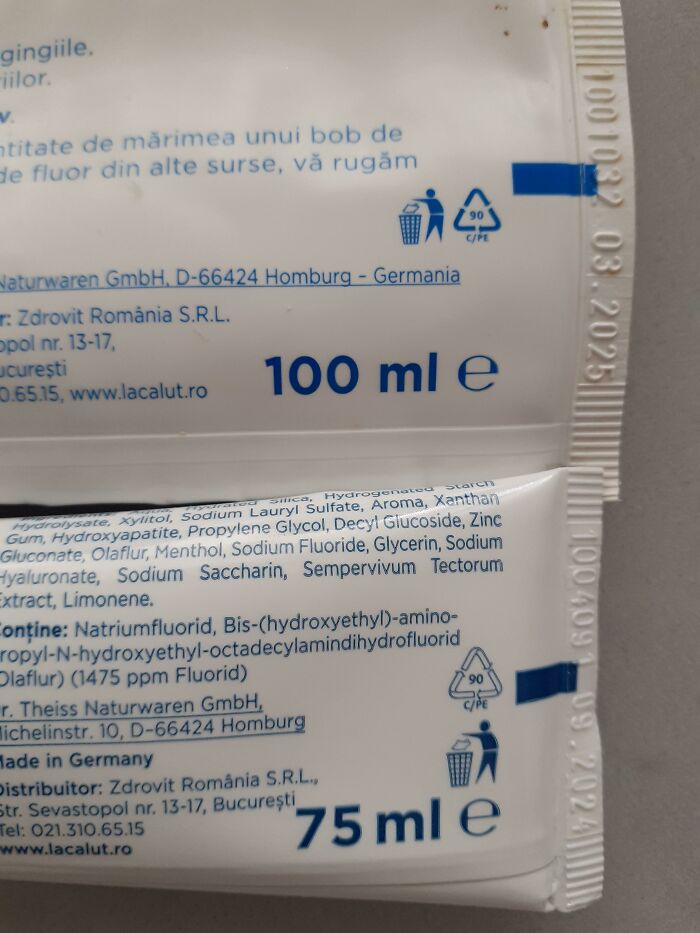 gingiile.
riilor.
v.
ntitate de mărimea unui bob de
de fluor din alte surse, vă rugăm
90
C/PE
Naturwaren GmbH, D-66424 Homburg - Germania
r: Zdrovit România S.R.L.
opol nr. 13-17,
ucurești
0.65.15, www.lacalut.ro
100 ml e
1001032 03.2025
Aqua, Hydrated Silica, Hydrogenated Starch
Hydrolysate, Xylitol, Sodium Lauryl Sulfate, Aroma, Xanthan
Gum, Hydroxyapatite, Propylene Glycol, Decyl Glucoside, Zinc
Gluconate, Olaflur, Menthol, Sodium Fluoride, Glycerin, Sodium
Hyaluronate, Sodium Saccharin, Sempervivum Tectorum
Extract, Limonene.
Conține: Natriumfluorid, Bis-(hydroxyethyl)-amino-
propyl-N-hydroxyethyl-octadecylamindihydrofluorid
(Olaflur) (1475 ppm Fluorid)
90
C/PE
Dr. Theiss Naturwaren GmbH,
Michelinstr. 10, D-66424 Homburg
Made in Germany
Distribuitor: Zdrovit România S.R.L.,
Str. Sevastopol nr. 13-17, București
Tel: 021.310.65.15
www.lacalut.ro
75 ml e
1004091 09.2024